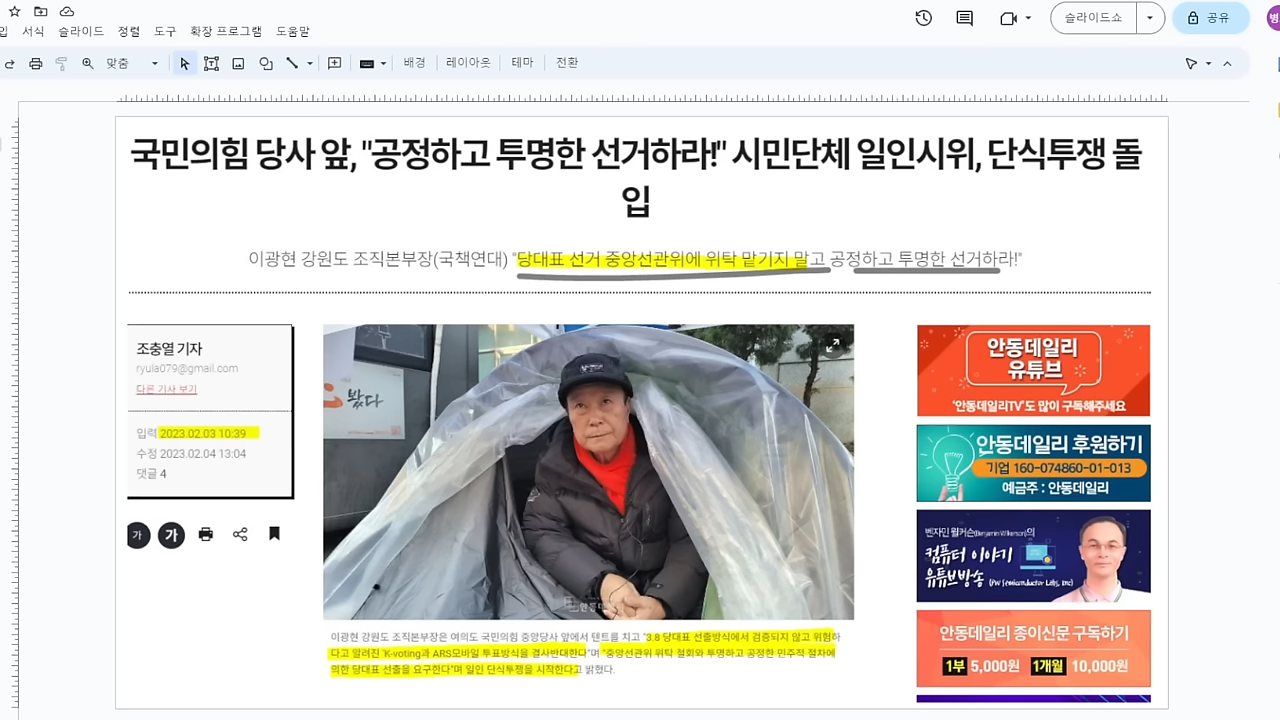 입 서식 슬라이드 정렬 도구 확장 프로그램 도움말
슬라이드쇼
공유
맞춤
배경 레이아웃 테마 전환
국민의힘 당사 앞, "공정하고 투명한 선거하라!" 시민단체 일인시위, 단식투쟁 돌
입
이광현 강원도 조직본부장(국책연대) "당대표 선거 중앙선관위에 위탁 맡기지 말고 공정하고 투명한 선거하라!"
조충열 기자
ryuia079@gmail.com
다른 기사 보기
입력 2023.02.03 10:39
수정 2023.02.04 13:04
댓글 4
가 가
봤다
이광현 강원도 조직본부장은 여의도 국민의힘 중앙당사 앞에서 텐트를 치고 "3.8 당대표 선출방식에서 검증되지 않고 위험하
다고 알려진 'K-voting과 ARS모바일 투표방식을 결사반대한다"며 "중앙선관위 위탁 철회와 투명하고 공정한 민주적 절차에
의한 당대표 선출을 요구한다"며 일인 단식투쟁을 시작한다고 밝혔다.
안동데일리
유튜브
'안동데일리TV'도 많이 구독해주세요
안동데일리 후원하기
기업 160-074860-01-013
예금주 : 안동데일리
벤자민 윌커슨(Benjamin Wilkerson)의
컴퓨터 이야기
유튜브방송 (PW Semiconductor Labs, Inc)
안동데일리 종이신문 구독하기
1부 5,000원 1개월 10,000원